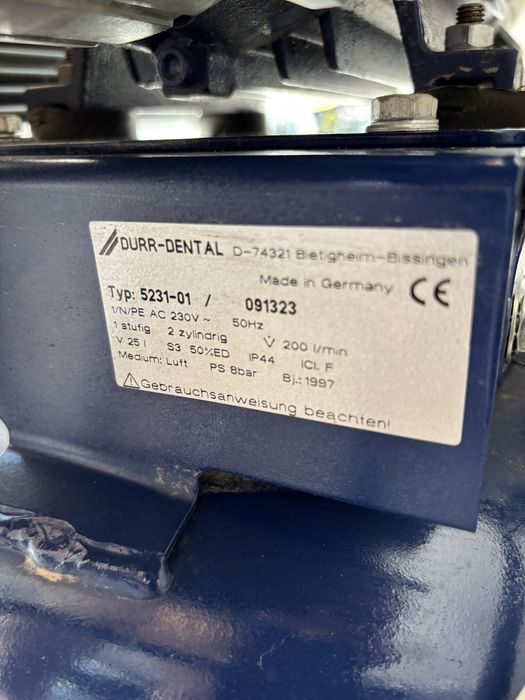 DÜRR-DENTAL D-74321 Bietigheim-Bissingen
Made in Germany CE
Typ: 5231-01 / 091323
1/N/PE AC 230V ~ 50Hz
1 stufig 2 zylindrig V̇ 200 l/min
V 25 l S3 50%ED IP44 ICl. F
Medium: Luft PS 8bar Bj.: 1997
⚠Gebrauchsanweisung beachten!